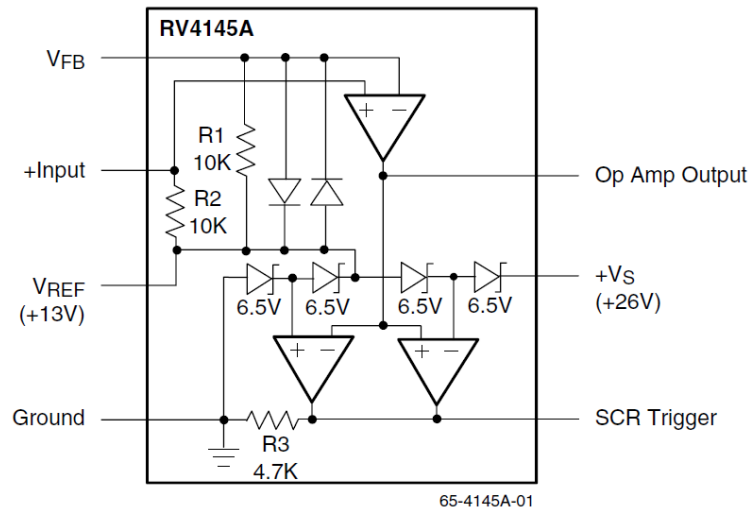 RV4145A
VFB
R1
10K
+Input
Op Amp Output
R2
10K
VREF
(+13V)
6.5V
6.5V
6.5V
6.5V
+VS
(+26V)
+ −
+ −
+ −
Ground
SCR Trigger
R3
4.7K
65-4145A-01